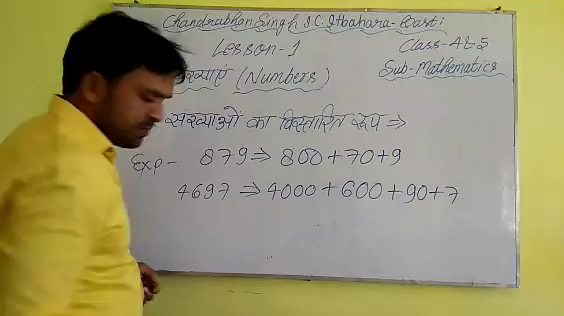 Chandrabhan Singh I.C. Itbahara-Basti
Lesson-1
Class-4&5
(Numbers)
Sub-Mathematics
संख्याओं का विस्तारित रूप ⇒
Exp- 879 ⇒ 800+70+9
4697 ⇒ 4000+600+90+7